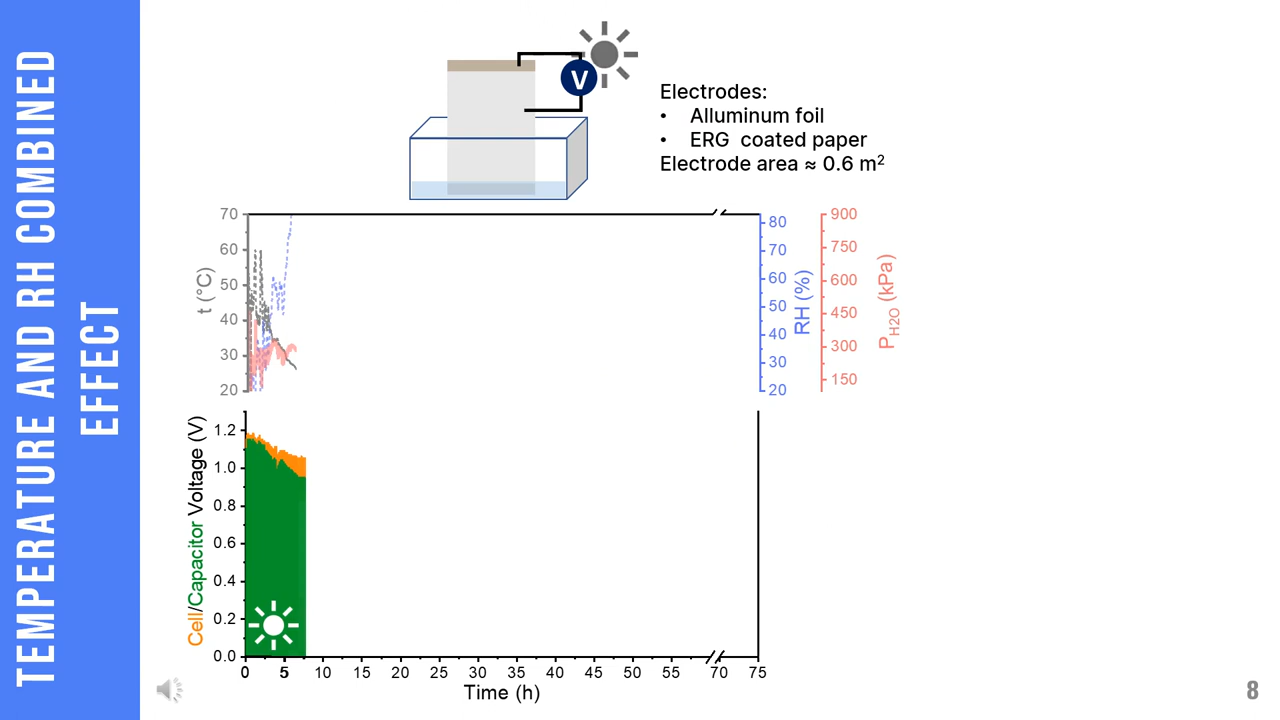 TEMPERATURE AND RH COMBINED
EFFECT
V
Electrodes:
• Alluminum foil
• ERG coated paper
Electrode area ≈ 0.6 m²
70
60
50
40
30
20
t (°C)
80
70
60
50
40
30
20
RH (%)
900
750
600
450
300
150
P_H2O (kPa)
1.2
1.0
0.8
0.6
0.4
0.2
0.0
Cell/Capacitor Voltage (V)
0 5 10 15 20 25 30 35 40 45 50 55 70 75
Time (h)
8